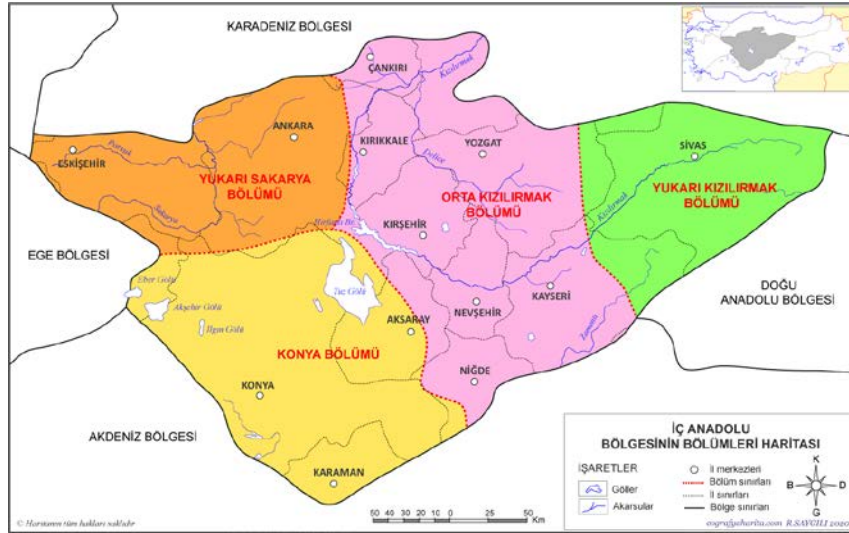 KARADENİZ BÖLGESİ
ÇANKIRI
Kızılırmak
ANKARA
KIRIKKALE
Delice
YOZGAT
SİVAS
Porsuk
ESKİŞEHİR
YUKARI SAKARYA
BÖLÜMÜ
ORTA KIZILIRMAK
BÖLÜMÜ
YUKARI KIZILIRMAK
BÖLÜMÜ
Sakarya
Kızılırmak
Hirfanlı Br.
KIRŞEHİR
EGE BÖLGESİ
DOĞU
ANADOLU BÖLGESİ
Eber Gölü
Akşehir Gölü
Ilgın Gölü
Tuz Gölü
KAYSERİ
NEVŞEHİR
AKSARAY
Zamantı
KONYA BÖLÜMÜ
NİĞDE
KONYA
AKDENİZ BÖLGESİ
KARAMAN
İÇ ANADOLU
BÖLGESİNİN BÖLÜMLERİ HARİTASI
İŞARETLER
Göller
Akarsular
İl merkezleri
Bölüm sınırları
İl sınırları
Bölge sınırları
K
B D
G
© Haritanın tüm hakları saklıdır
50 40 30 20 10 0 50
Km
cografyaharita.com R.SAYGILI 2020